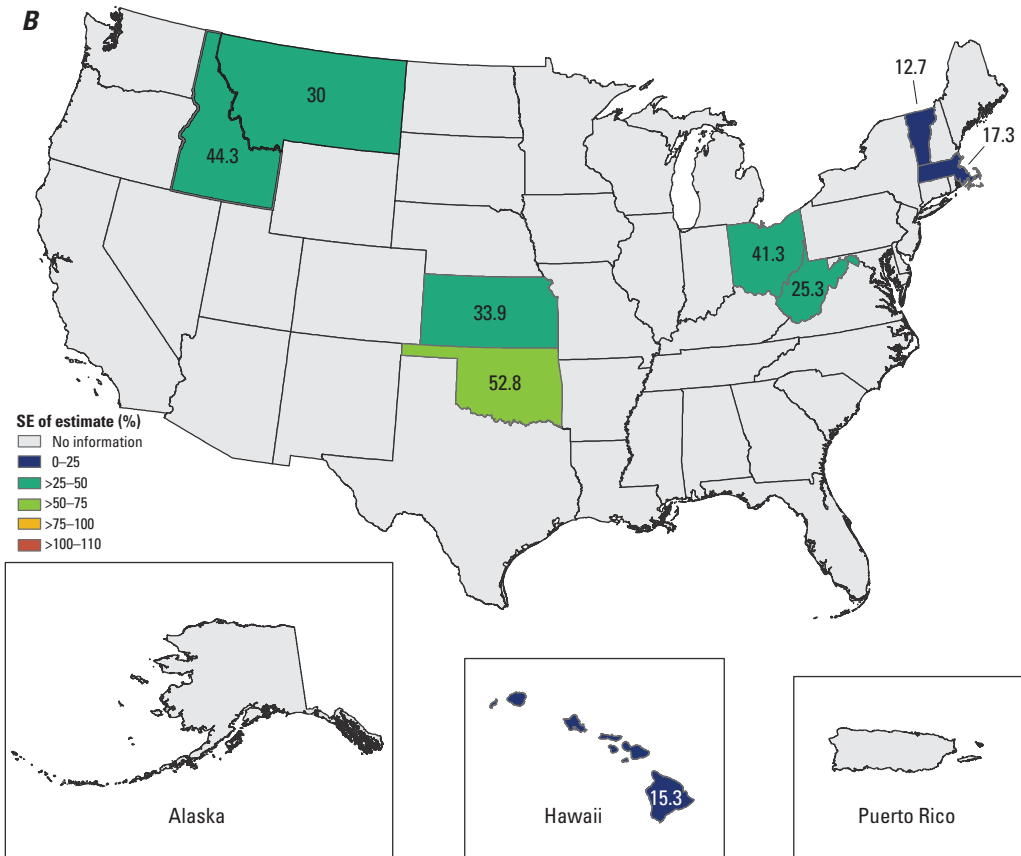 B
12.7
17.3
30
44.3
41.3
25.3
33.9
52.8
SE of estimate (%)
No information
0–25
>25–50
>50–75
>75–100
>100–110
Alaska
15.3
Hawaii
Puerto Rico